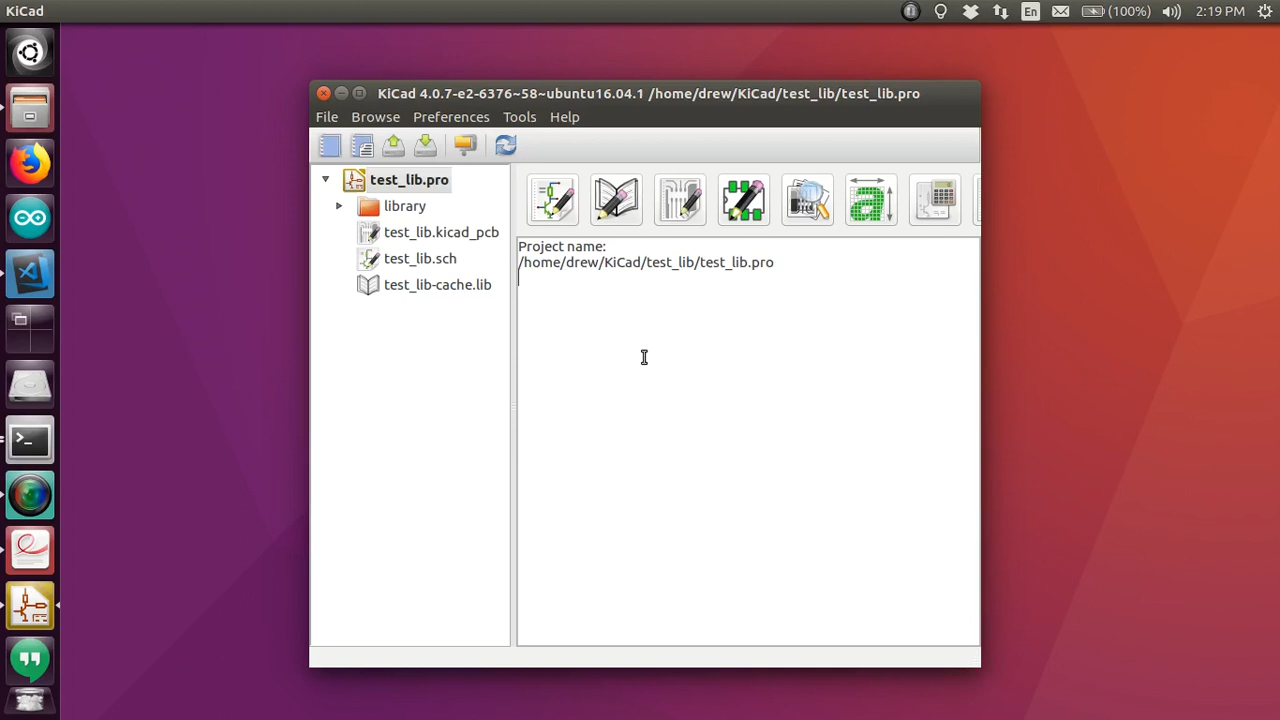 KiCad
En
(100%)
2:19 PM
KiCad 4.0.7-e2-6376~58~ubuntu16.04.1 /home/drew/KiCad/test_lib/test_lib.pro
File Browse Preferences Tools Help
test_lib.pro
library
test_lib.kicad_pcb
test_lib.sch
test_lib-cache.lib
a
Project name:
/home/drew/KiCad/test_lib/test_lib.pro